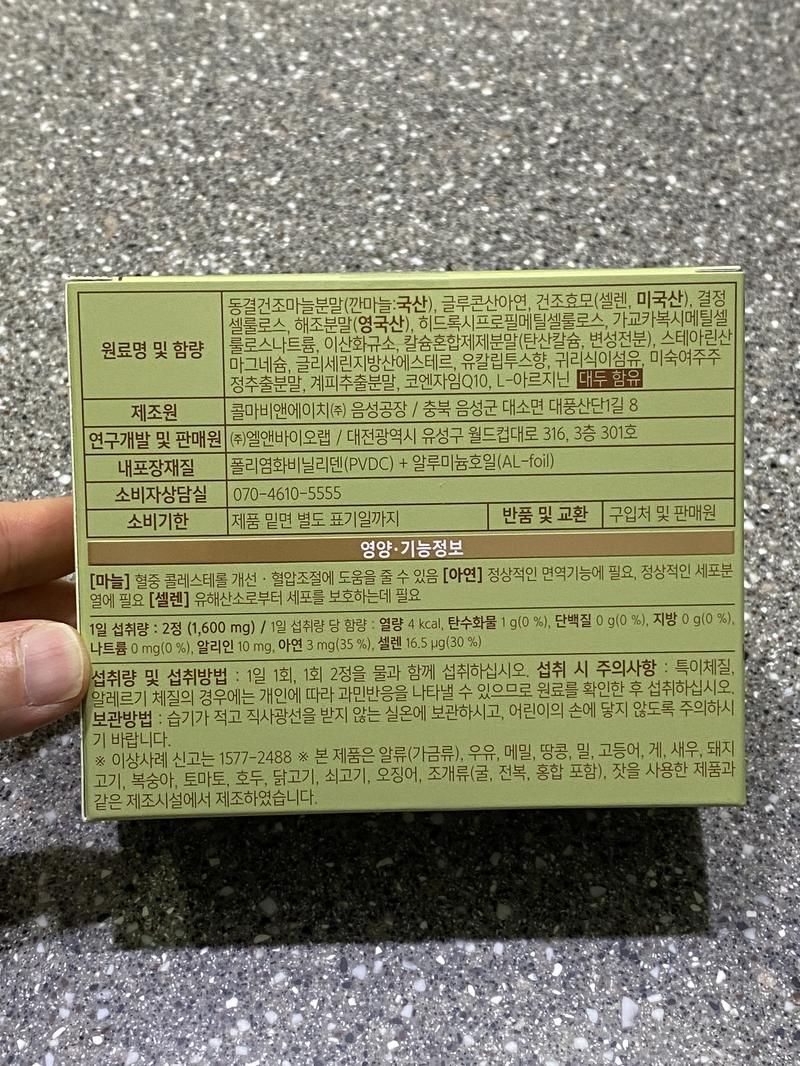 원료명 및 함량
동결건조마늘분말(깐마늘:국산), 글루콘산아연, 건조효모(셀렌, 미국산), 결정
셀룰로스, 해조분말(영국산), 히드록시프로필메틸셀룰로스, 가교카복시메틸셀
룰로스나트륨, 이산화규소, 칼슘혼합제제분말(탄산칼슘, 변성전분), 스테아린산
마그네슘, 글리세린지방산에스테르, 유칼립투스향, 귀리식이섬유, 미숙여주주
정추출분말, 계피추출분말, 코엔자임Q10, L-아르지닌 대두 함유
제조원 콜마비앤에이치㈜ 음성공장 / 충북 음성군 대소면 대풍산단1길 8
연구개발 및 판매원 ㈜엘앤바이오랩 / 대전광역시 유성구 월드컵대로 316, 3층 301호
내포장재질 폴리염화비닐리덴(PVDC) + 알루미늄호일(AL-foil)
소비자상담실 070-4610-5555
소비기한 제품 밑면 별도 표기일까지 반품 및 교환 구입처 및 판매원
영양·기능정보
[마늘] 혈중 콜레스테롤 개선 · 혈압조절에 도움을 줄 수 있음 [아연] 정상적인 면역기능에 필요, 정상적인 세포분
열에 필요 [셀렌] 유해산소로부터 세포를 보호하는데 필요
1일 섭취량 : 2정 (1,600 mg) / 1일 섭취량 당 함량 : 열량 4 kcal, 탄수화물 1 g(0 %), 단백질 0 g(0 %), 지방 0 g(0 %),
나트륨 0 mg(0 %), 알리인 10 mg, 아연 3 mg(35 %), 셀렌 16.5 μg(30 %)
섭취량 및 섭취방법 : 1일 1회, 1회 2정을 물과 함께 섭취하십시오. 섭취 시 주의사항 : 특이체질,
알레르기 체질의 경우에는 개인에 따라 과민반응을 나타낼 수 있으므로 원료를 확인한 후 섭취하십시오.
보관방법 : 습기가 적고 직사광선을 받지 않는 실온에 보관하시고, 어린이의 손에 닿지 않도록 주의하시
기 바랍니다.
※ 이상사례 신고는 1577-2488 ※ 본 제품은 알류(가금류), 우유, 메밀, 땅콩, 밀, 고등어, 게, 새우, 돼지
고기, 복숭아, 토마토, 호두, 닭고기, 쇠고기, 오징어, 조개류(굴, 전복, 홍합 포함), 잣을 사용한 제품과
같은 제조시설에서 제조하였습니다.